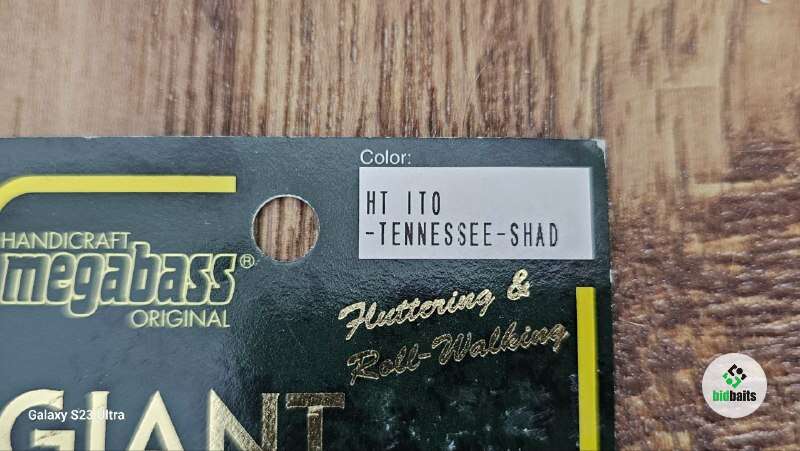 Color:
HT ITO
-TENNESSEE-SHAD
HANDICRAFT
megabass®
ORIGINAL
Fluttering &
Roll-Walking
GIANT
Galaxy S23 Ultra
bidbaits